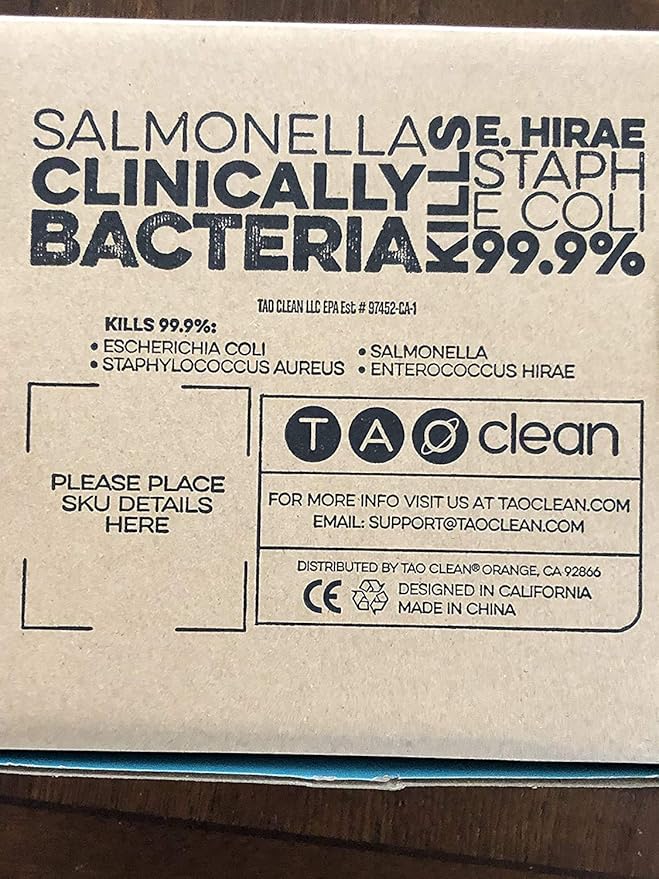 SALMONELLA
CLINICALLY
BACTERIA
KILLS
E. HIRAE
STAPH
E COLI
99.9%
TAO CLEAN LLC EPA Est # 97452-CA-1
KILLS 99.9%:
• ESCHERICHIA COLI
• STAPHYLOCOCCUS AUREUS
• SALMONELLA
• ENTEROCOCCUS HIRAE
PLEASE PLACE
SKU DETAILS
HERE
TAO clean
FOR MORE INFO VISIT US AT TAOCLEAN.COM
EMAIL: SUPPORT@TAOCLEAN.COM
DISTRIBUTED BY TAO CLEAN® ORANGE, CA 92866
CE
DESIGNED IN CALIFORNIA
MADE IN CHINA